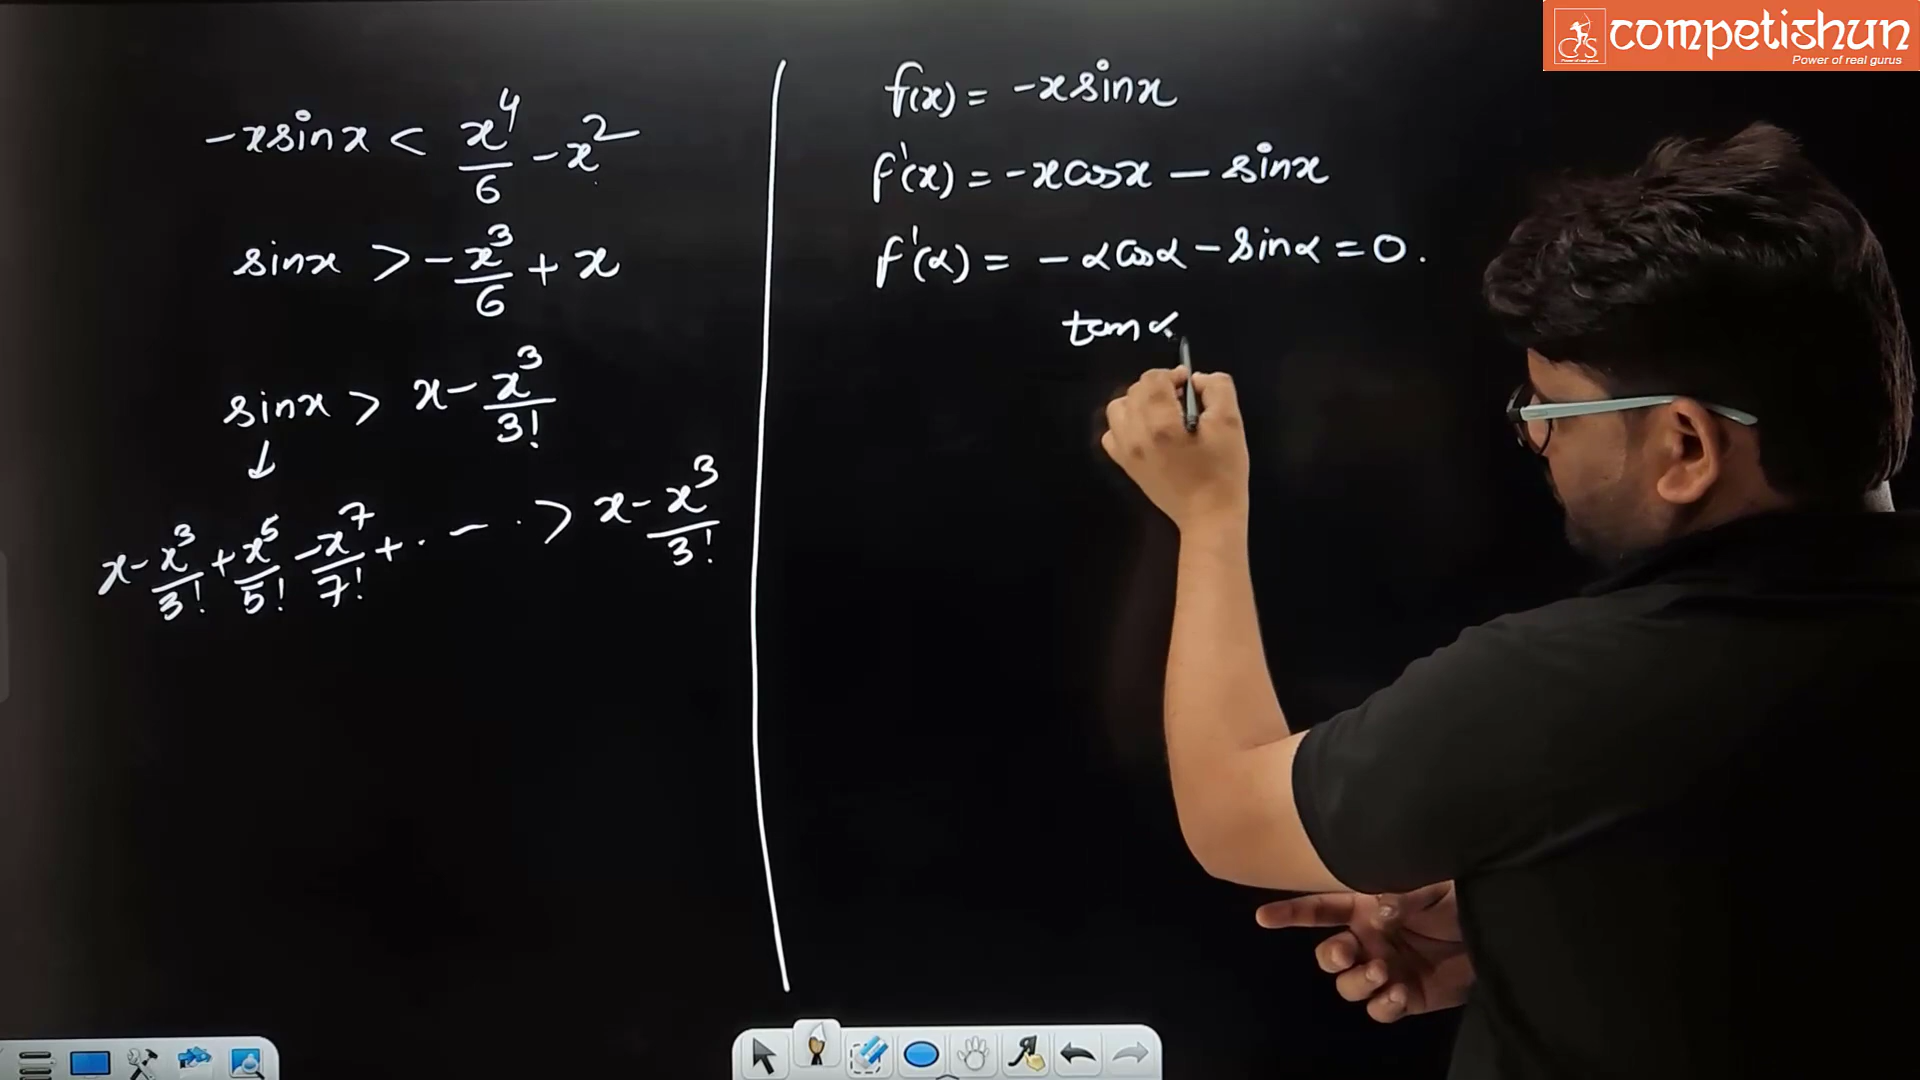 competishun
Power of real gurus
-xsinx < x⁴/6 - x²
sinx > -x³/6 + x
sinx > x - x³/3!
↓
x - x³/3! + x⁵/5! - x⁷/7! + . - - . > x - x³/3!
f(x) = -xsinx
f'(x) = -xcosx - sinx
f'(α) = -αcosα - sinα = 0.
tanα